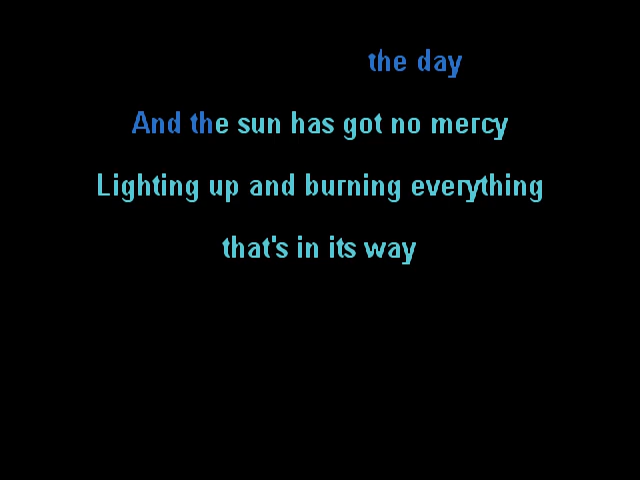 the day
And the sun has got no mercy
Lighting up and burning everything
that's in its way